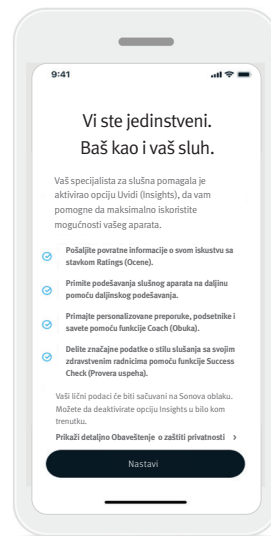 9:41
Vi ste jedinstveni.
Baš kao i vaš sluh.
Vaš specijalista za slušna pomagala je
aktivirao opciju Uvidi (Insights), da vam
pomogne da maksimalno iskoristite
mogućnosti vašeg aparata.
Pošaljite povratne informacije o svom iskustvu sa
stavkom Ratings (Ocene).
Primite podešavanja slušnog aparata na daljinu
pomoću daljinskog podešavanja.
Primajte personalizovane preporuke, podsetnike i
savete pomoću funkcije Coach (Obuka).
Delite značajne podatke o stilu slušanja sa svojim
zdravstvenim radnicima pomoću funkcije Success
Check (Provera uspeha).
Vaši lični podaci će biti sačuvani na Sonova oblaku.
Možete da deaktivirate opciju Insights u bilo kom
trenutku.
Prikaži detaljno Obaveštenje o zaštiti privatnosti ›
Nastavi